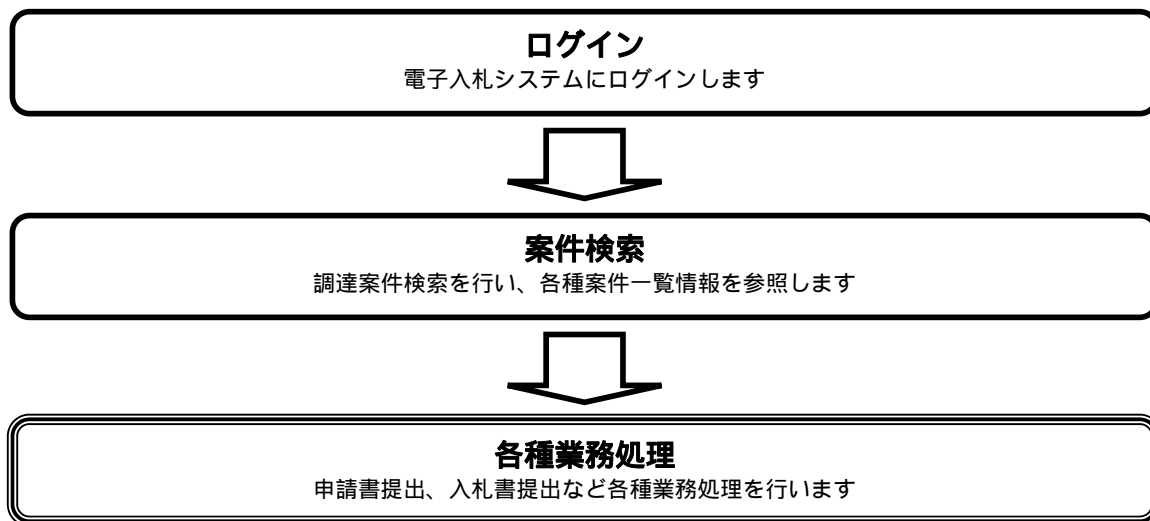 ログイン
電子入札システムにログインします
案件検索
調達案件検索を行い、各種案件一覧情報を参照します
各種業務処理
申請書提出、入札書提出など各種業務処理を行います